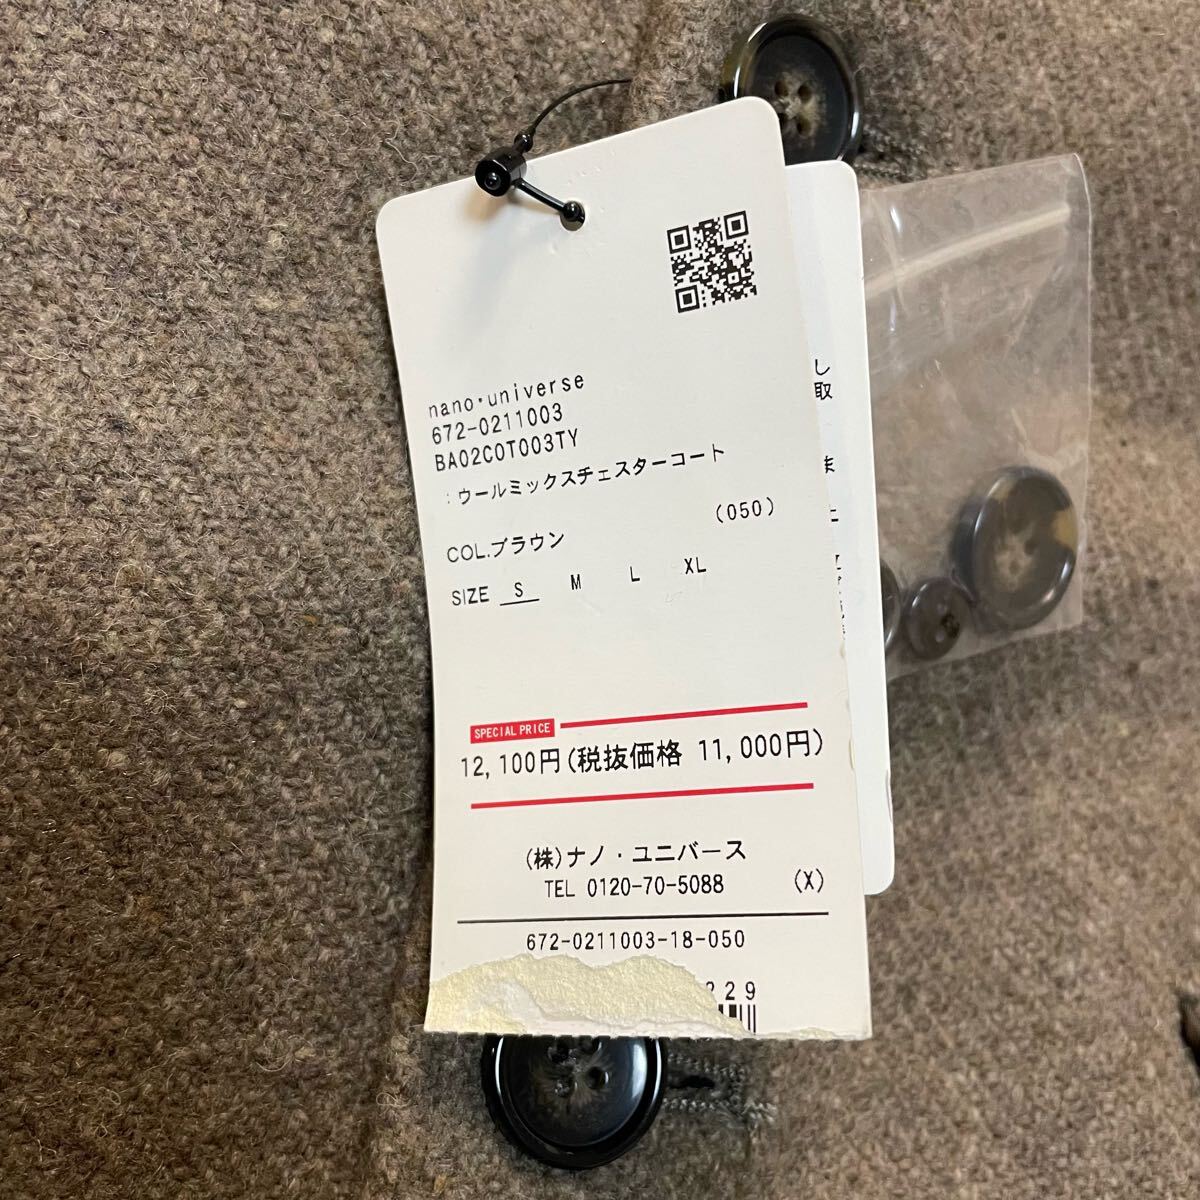 nano・universe
672-0211003
BA02COT003TY
:ウールミックスチェスターコート
(050)
COL.ブラウン
SIZE S M L XL
SPECIAL PRICE
12,100円(税抜価格 11,000円)
(株)ナノ・ユニバース
TEL 0120-70-5088 (X)
672-0211003-18-050
229
し
取